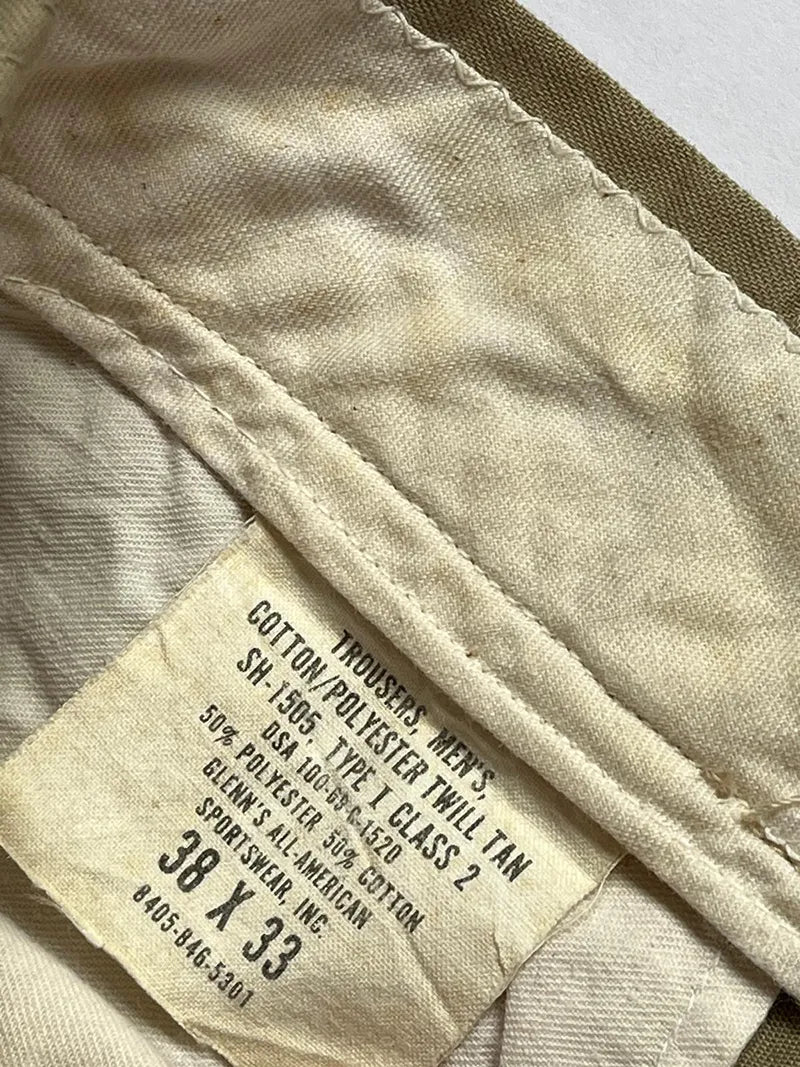 TROUSERS, MEN'S,
COTTON/POLYESTER TWILL TAN
SH-1505, TYPE I CLASS 2
DSA 100-69-C-1520
50% POLYESTER 50% COTTON
GLENN'S ALL-AMERICAN
SPORTSWEAR, INC.
38 X 33
8405-846-5301